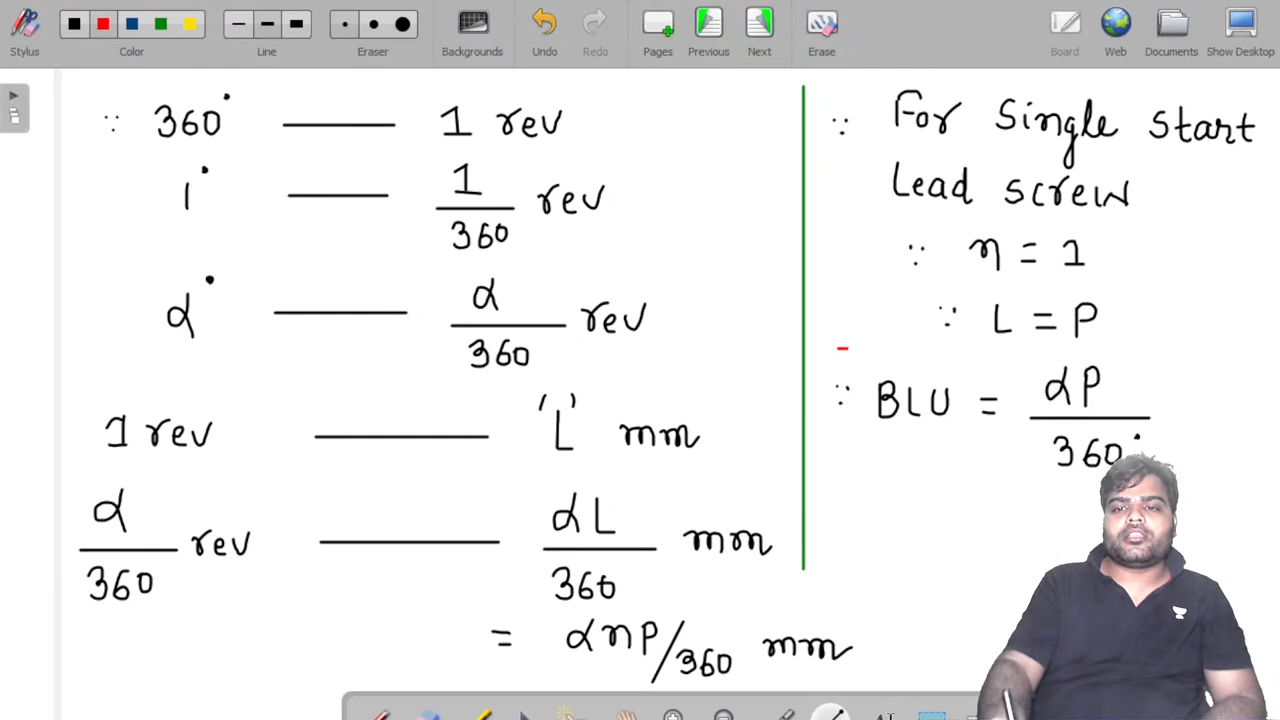 Stylus
Color
Line
Eraser
Backgrounds
Undo
Redo
Pages
Previous
Next
Erase
Board
Web
Documents
Show Desktop
∵ 360° —— 1 rev
1° —— 1/360 rev
α° —— α/360 rev
1 rev —— 'L' mm
α/360 rev —— αL/360 mm
= αnP/360 mm
∵ For Single Start
Lead Screw
∵ n = 1
∵ L = P
∵ BLU = αP/360°